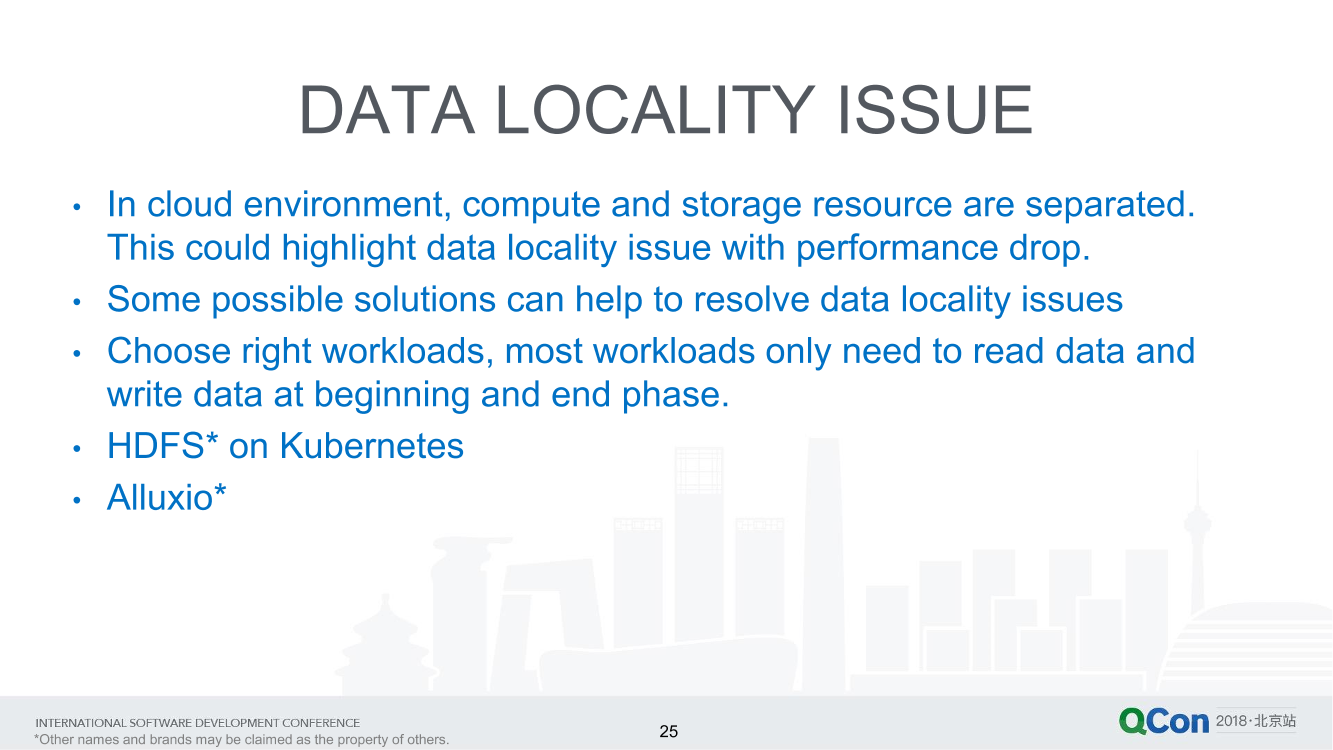 DATA LOCALITY ISSUE
• In cloud environment, compute and storage resource are separated.
This could highlight data locality issue with performance drop.
• Some possible solutions can help to resolve data locality issues
• Choose right workloads, most workloads only need to read data and
write data at beginning and end phase.
• HDFS* on Kubernetes
• Alluxio*
INTERNATIONAL SOFTWARE DEVELOPMENT CONFERENCE
*Other names and brands may be claimed as the property of others.
25
QCon 2018·北京站